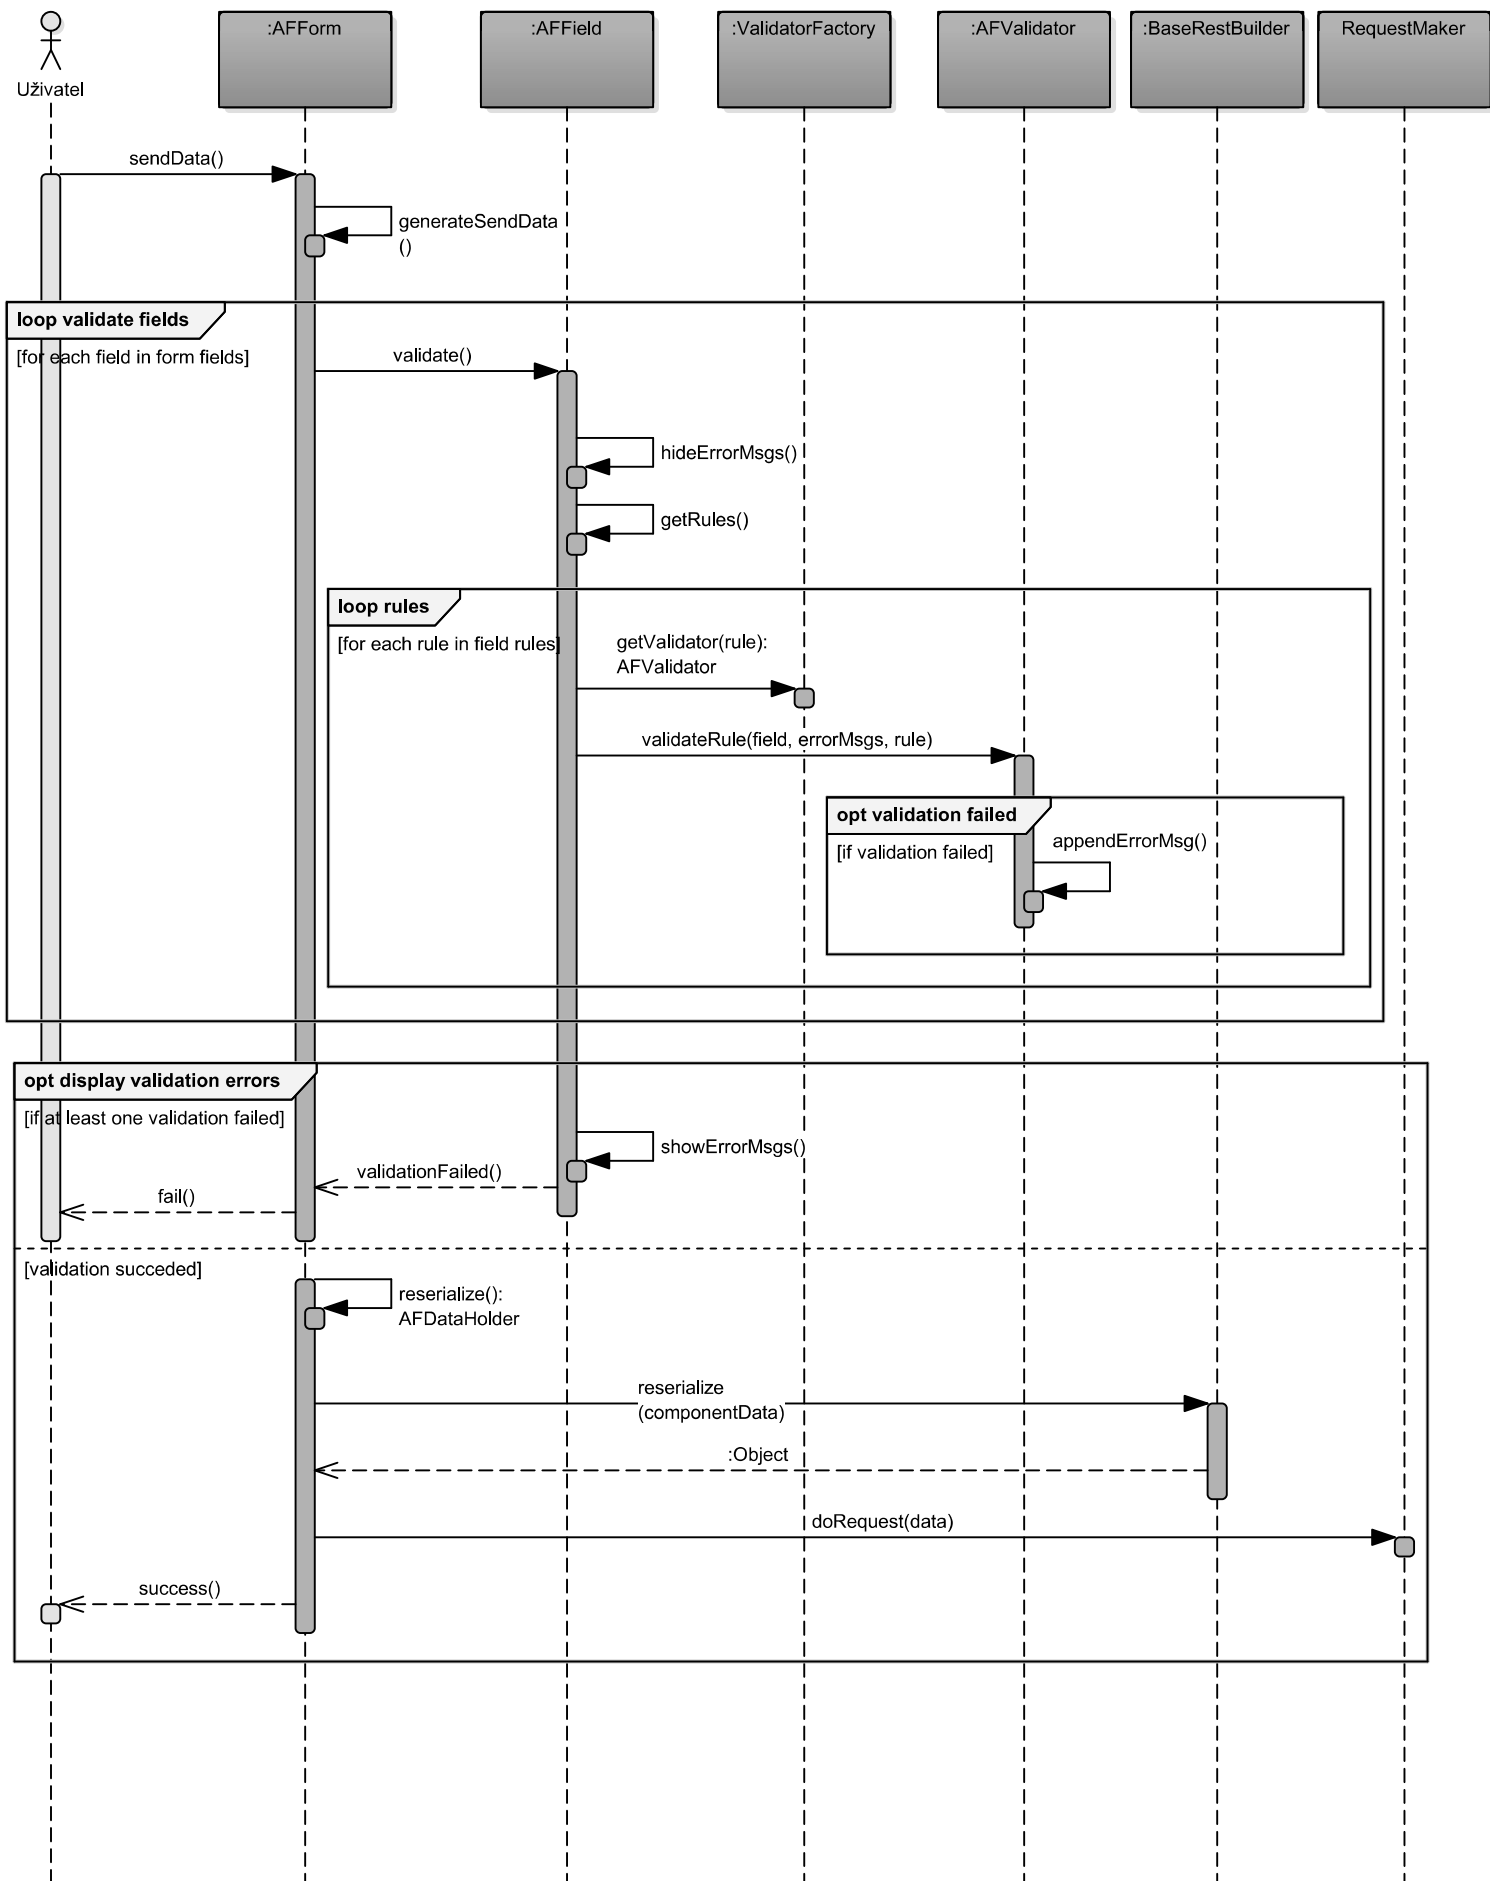 :AFForm
:AFField
:ValidatorFactory
:AFValidator
:BaseRestBuilder
RequestMaker
Uživatel
sendData()
generateSendData
()
loop validate fields
[for each field in form fields]
validate()
hideErrorMsgs()
getRules()
loop rules
[for each rule in field rules]
getValidator(rule):
AFValidator
validateRule(field, errorMsgs, rule)
opt validation failed
[if validation failed]
appendErrorMsg()
opt display validation errors
[if at least one validation failed]
showErrorMsgs()
validationFailed()
fail()
[validation succeded]
reserialize():
AFDataHolder
reserialize
(componentData)
:Object
doRequest(data)
success()